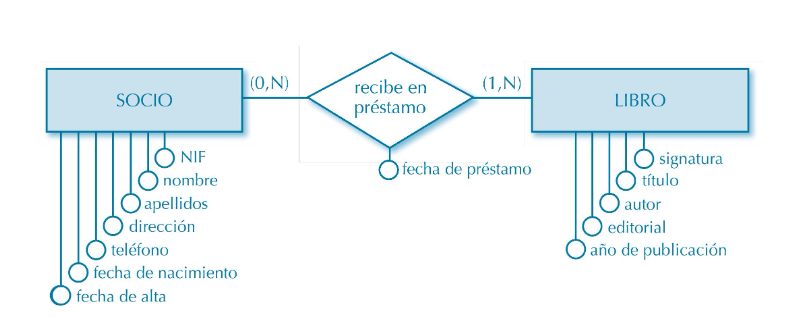 SOCIO
(0,N)
recibe en
préstamo
(1,N)
LIBRO
fecha de préstamo
NIF
nombre
apellidos
dirección
teléfono
fecha de nacimiento
fecha de alta
signatura
título
autor
editorial
año de publicación